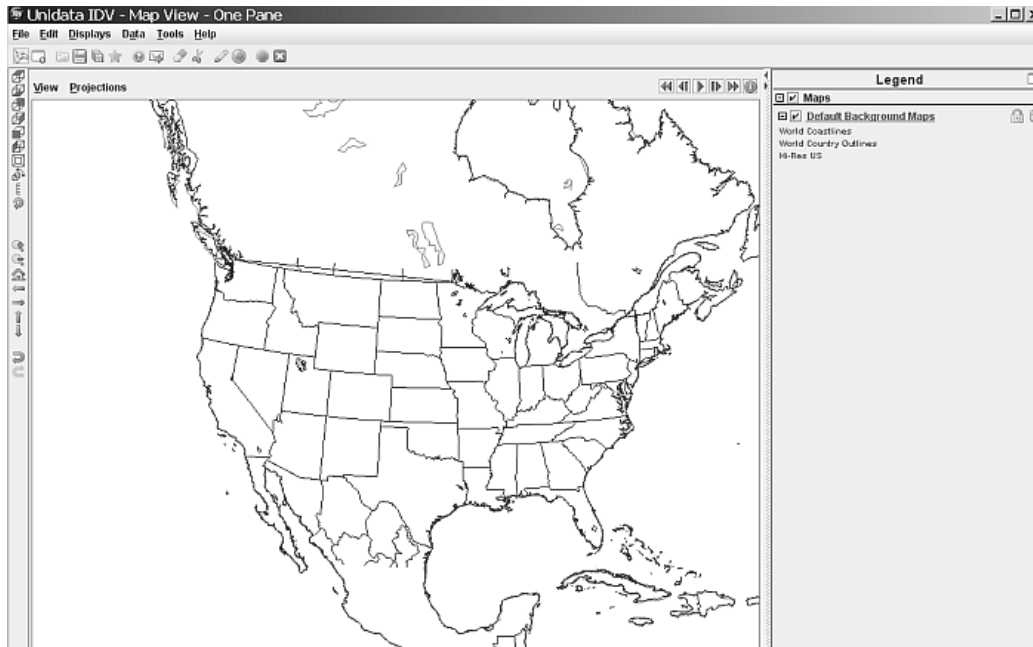 Unidata IDV - Map View - One Pane
File Edit Displays Data Tools Help
View Projections
Legend
Maps
Default Background Maps
World Coastlines
World Country Outlines
Hi-Res US